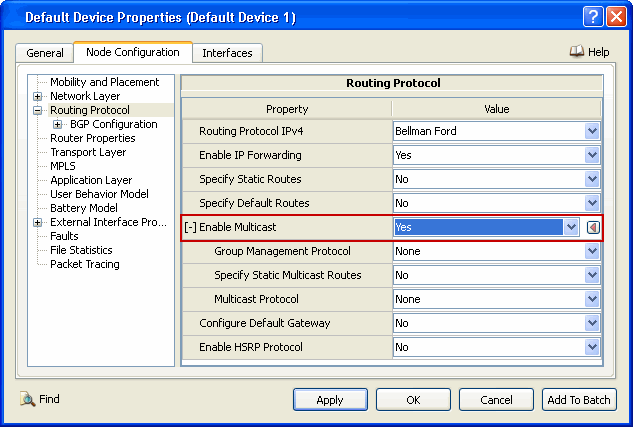 Default Device Properties (Default Device 1)
General
Node Configuration
Interfaces
Help
Mobility and Placement
Network Layer
Routing Protocol
BGP Configuration
Router Properties
Transport Layer
MPLS
Application Layer
User Behavior Model
Battery Model
External Interface Pro...
Faults
File Statistics
Packet Tracing
Routing Protocol
Property Value
Routing Protocol IPv4 Bellman Ford
Enable IP Forwarding Yes
Specify Static Routes No
Specify Default Routes No
[-] Enable Multicast Yes
Group Management Protocol None
Specify Static Multicast Routes No
Multicast Protocol None
Configure Default Gateway No
Enable HSRP Protocol No
Find
Apply
OK
Cancel
Add To Batch